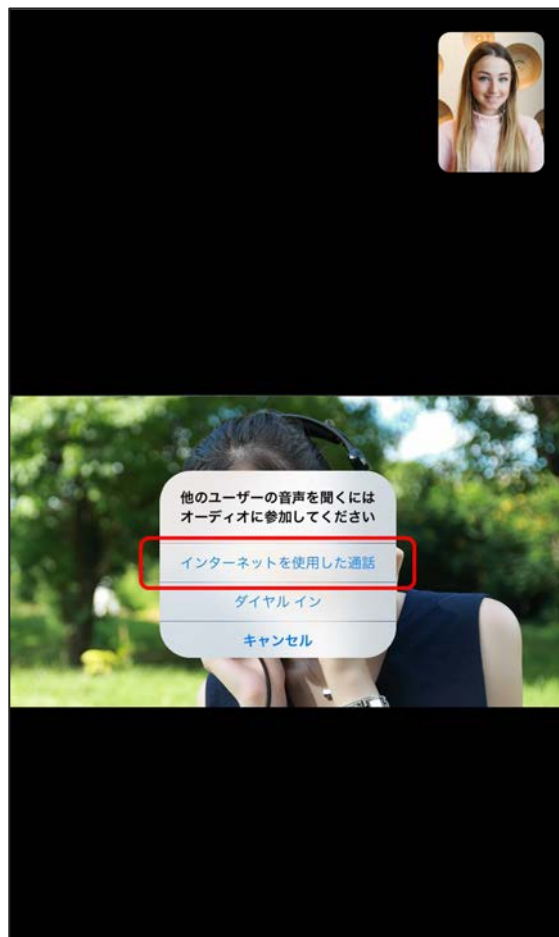 他のユーザーの音声を聞くには
オーディオに参加してください
インターネットを使用した通話
ダイヤル イン
キャンセル